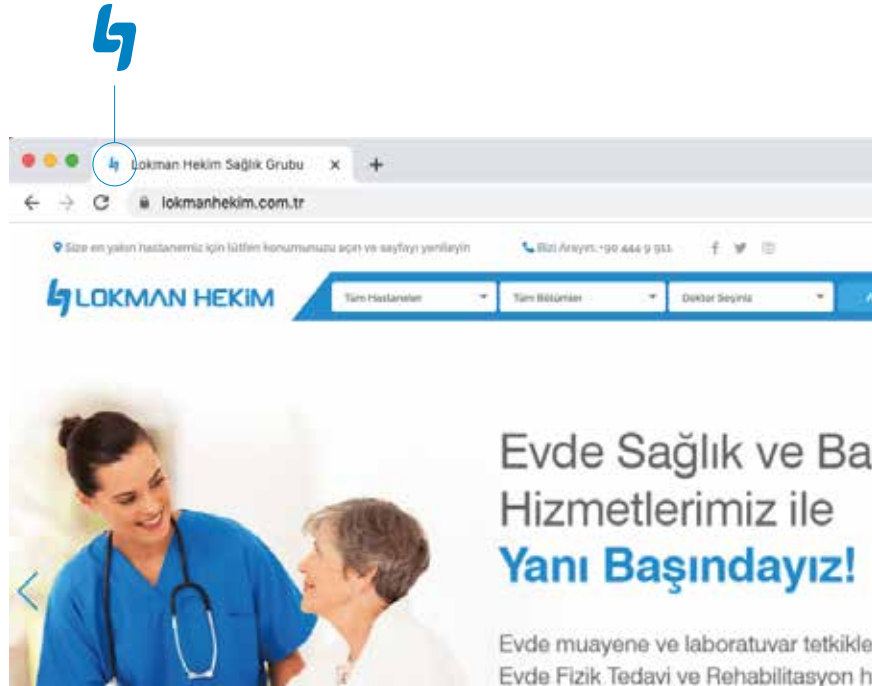 Lokman Hekim Sağlık Grubu
lokmanhekim.com.tr
Size en yakın hastanemiz için lütfen konumunuzu açın ve sayfayı yenileyin
Bizi Arayın: +90 444 9 911
LOKMAN HEKİM
Tüm Hastaneler
Tüm Bölümler
Doktor Seçiniz
Evde Sağlık ve Ba
Hizmetlerimiz ile
Yanı Başındayız!
Evde muayene ve laboratuvar tetkikle
Evde Fizik Tedavi ve Rehabilitasyon h